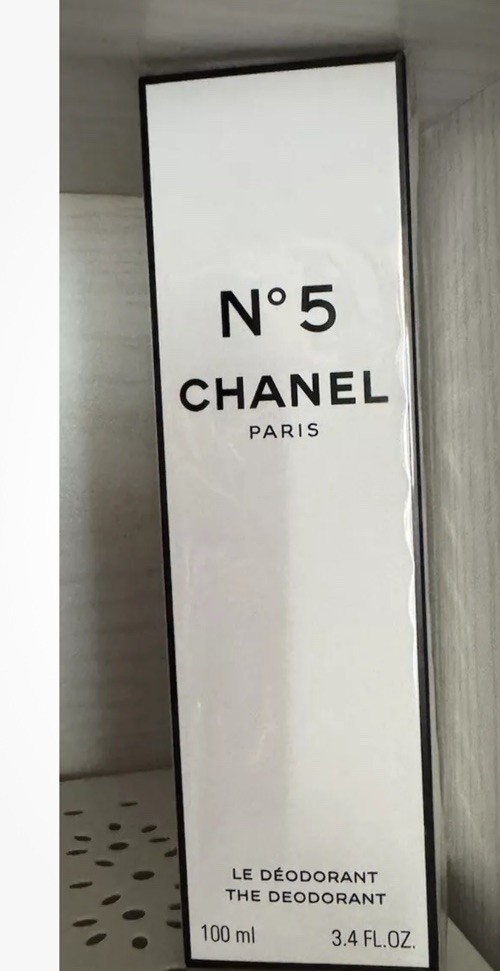 N° 5
CHANEL
PARIS
LE DÉODORANT
THE DEODORANT
100 ml 3.4 FL.OZ.